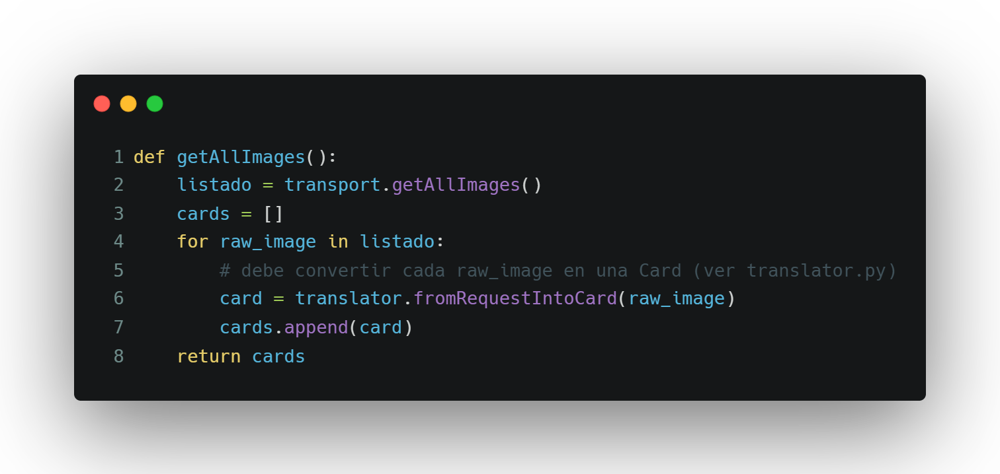 1 def getAllImages():
2     listado = transport.getAllImages()
3     cards = []
4     for raw_image in listado:
5         # debe convertir cada raw_image en una Card (ver translator.py)
6         card = translator.fromRequestIntoCard(raw_image)
7         cards.append(card)
8     return cards